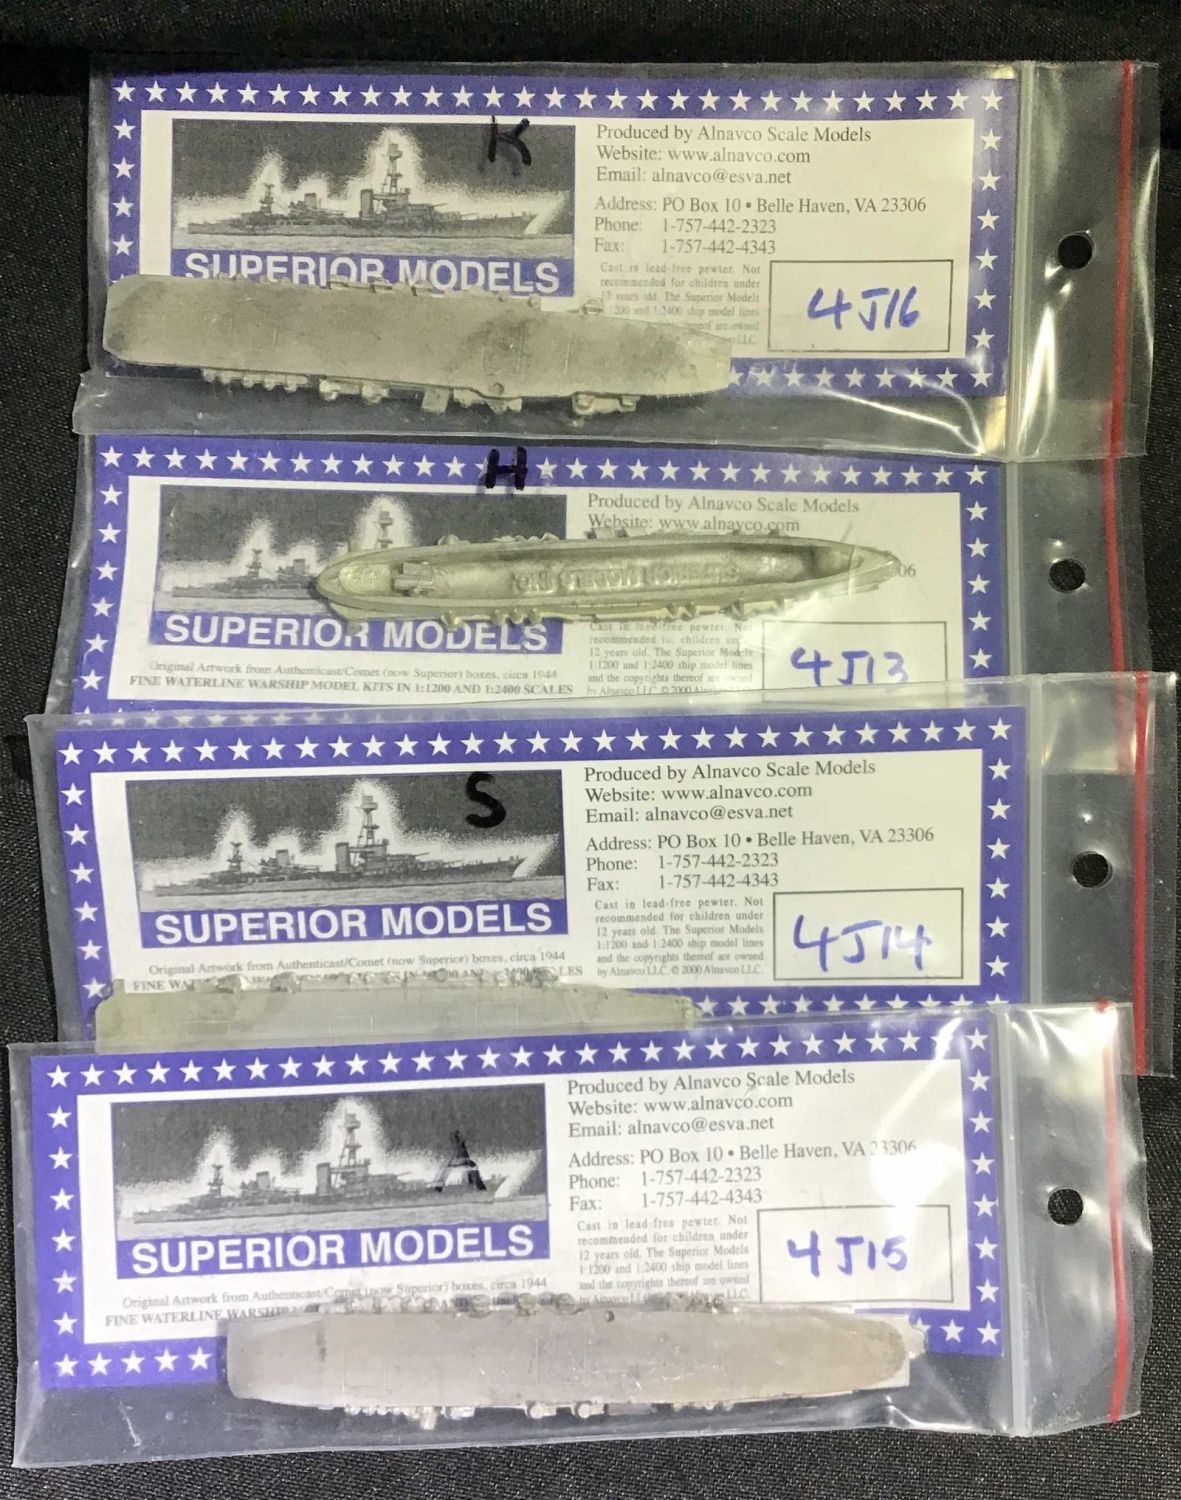 K
Produced by Alnavco Scale Models
Website: www.alnavco.com
Email: alnavco@esva.net
Address: PO Box 10 • Belle Haven, VA 23306
Phone: 1-757-442-2323
Fax: 1-757-442-4343
SUPERIOR MODELS
Cast in lead-free pewter. Not
recommended for children under
12 years old. The Superior Models
1:2400 ship model lines
are owned
4J16
H
Produced by Alnavco Scale Models
Website: www.alnavco.com
06
SUPERIOR MODELS
Cast in lead-free pewter. Not
recommended for children
12 years old. The Superior Models
1:1200 and 1:2400 ship model lines
and the copyrights thereof are owned
by Alnavco LLC. © 2000
4J13
Original Artwork from Authenticast/Comet (now Superior) boxes, circa 1944
FINE WATERLINE WARSHIP MODEL KITS IN 1:1200 AND 1:2400 SCALES
S
Produced by Alnavco Scale Models
Website: www.alnavco.com
Email: alnavco@esva.net
Address: PO Box 10 • Belle Haven, VA 23306
Phone: 1-757-442-2323
Fax: 1-757-442-4343
SUPERIOR MODELS
Cast in lead-free pewter. Not
recommended for children under
12 years old. The Superior Models
1:1200 and 1:2400 ship model lines
and the copyrights thereof are owned
by Alnavco LLC. © 2000 Alnavco LLC.
4J14
Original Artwork from Authenticast/Comet (now Superior) boxes, circa 1944
FINE
A
Produced by Alnavco Scale Models
Website: www.alnavco.com
Email: alnavco@esva.net
Address: PO Box 10 • Belle Haven, VA 23306
Phone: 1-757-442-2323
Fax: 1-757-442-4343
SUPERIOR MODELS
Cast in lead-free pewter. Not
recommended for children under
12 years old. The Superior Models
1:1200 and 1:2400 ship model lines
and the copyrights thereof are owned
4J15
Original Artwork from Authenticast/Comet (now Superior) boxes, circa 1944
FINE WATERLINE WARSHIP